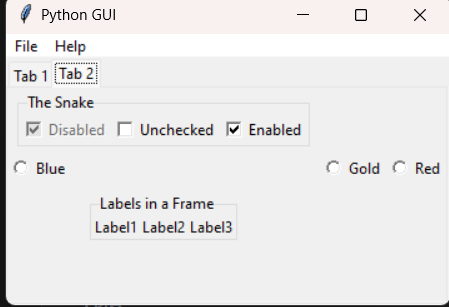 Python GUI
File Help
Tab 1 Tab 2
The Snake
Disabled Unchecked Enabled
Blue Gold Red
Labels in a Frame
Label1 Label2 Label3